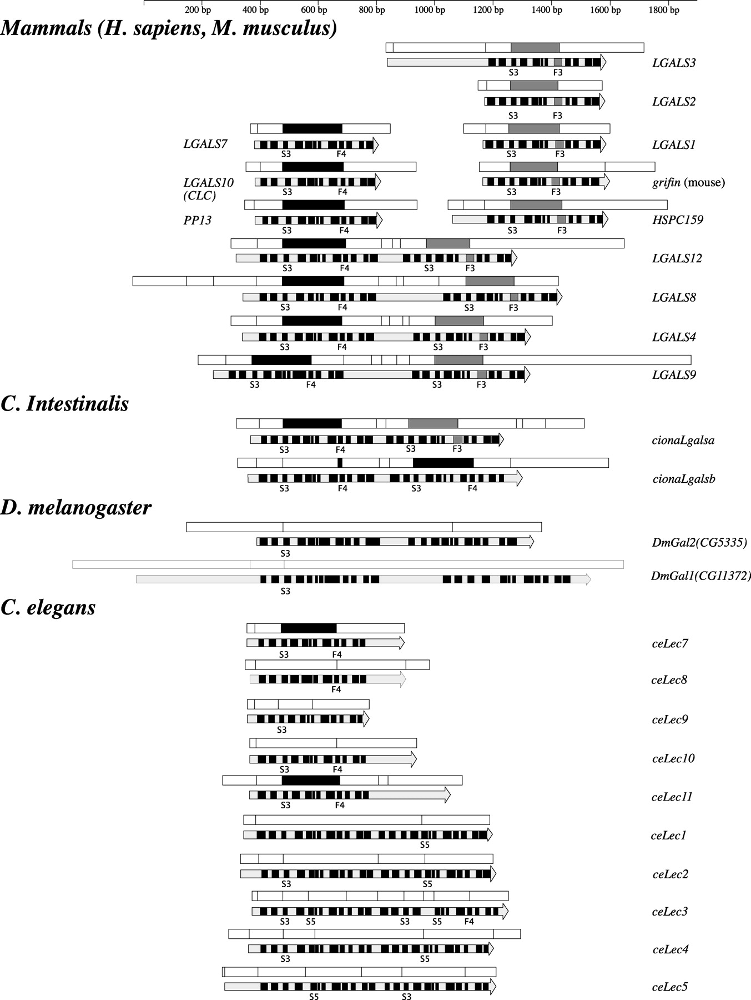 200 bp 400 bp 600 bp 800 bp 1000 bp 1200 bp 1400 bp 1600 bp 1800 bp
Mammals (H. sapiens, M. musculus)
LGALS3
S3 F3
LGALS2
S3 F3
LGALS7 LGALS1
S3 F4 S3 F3
LGALS10 grifin (mouse)
(CLC) S3 F4 S3 F3
PP13 HSPC159
S3 F4 S3 F3
LGALS12
S3 F4 S3 F3
LGALS8
S3 F4 S3 F3
LGALS4
S3 F4 S3 F3
LGALS9
S3 F4 S3 F3
C. Intestinalis
cionaLgalsa
S3 F4 S3 F3
cionaLgalsb
S3 F4 S3 F4
D. melanogaster
DmGal2(CG5335)
S3
DmGal1(CG11372)
S3
C. elegans
ceLec7
S3 F4
ceLec8
F4
ceLec9
S3
ceLec10
S3 F4
ceLec11
S3 F4
ceLec1
S5
ceLec2
S3 S5
ceLec3
S3 S5 S3 S5 F4
ceLec4
S3 S5
ceLec5
S5 S3